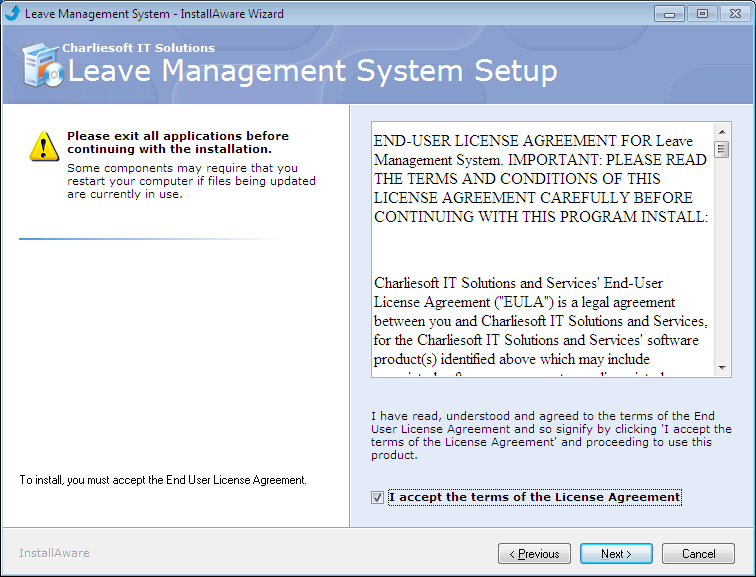 Leave Management System - InstallAware Wizard
Charliesoft IT Solutions
Leave Management System Setup
Please exit all applications before
continuing with the installation.
Some components may require that you
restart your computer if files being updated
are currently in use.
To install, you must accept the End User License Agreement.
END-USER LICENSE AGREEMENT FOR Leave
Management System. IMPORTANT: PLEASE READ
THE TERMS AND CONDITIONS OF THIS
LICENSE AGREEMENT CAREFULLY BEFORE
CONTINUING WITH THIS PROGRAM INSTALL:
Charliesoft IT Solutions and Services' End-User
License Agreement ("EULA") is a legal agreement
between you and Charliesoft IT Solutions and Services,
for the Charliesoft IT Solutions and Services' software
product(s) identified above which may include
I have read, understood and agreed to the terms of the End
User License Agreement and so signify by clicking 'I accept the
terms of the License Agreement' and proceeding to use this
product.
I accept the terms of the License Agreement
InstallAware
< Previous
Next >
Cancel